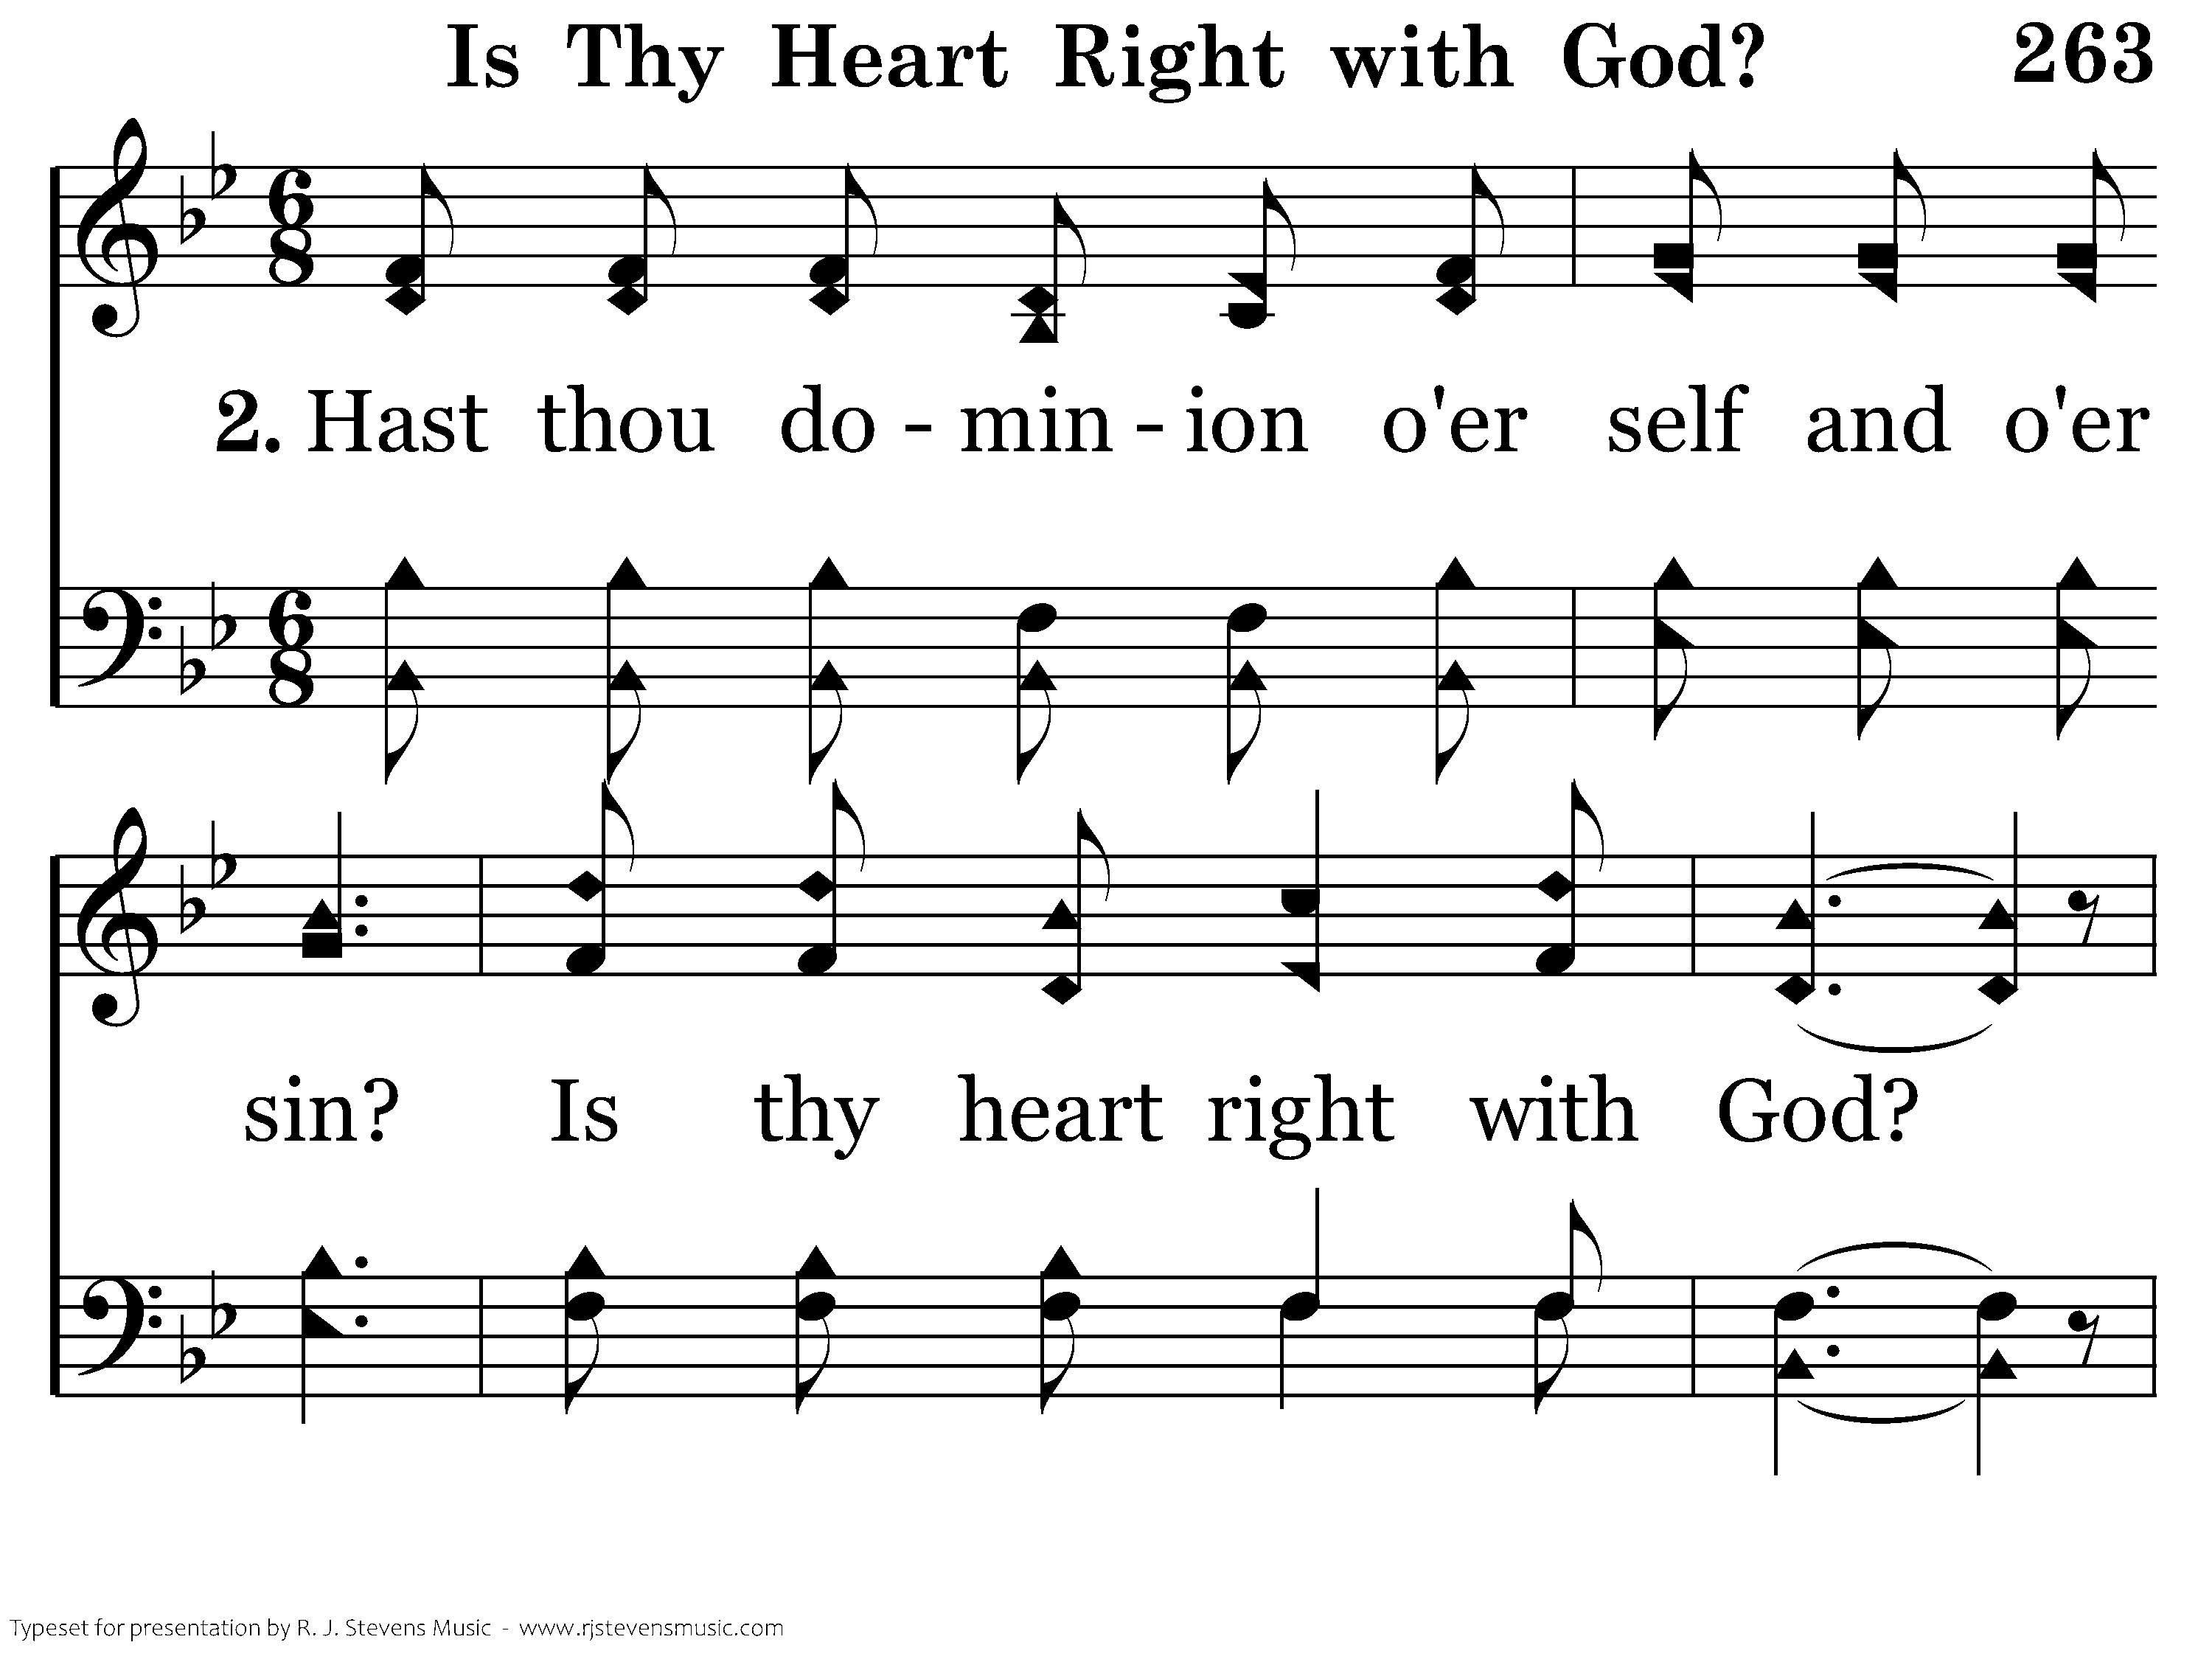 Is Thy Heart Right with God? 263
2. Hast thou do - min - ion o'er self and o'er
sin? Is thy heart right with God?
Typeset for presentation by R. J. Stevens Music - www.rjstevensmusic.com